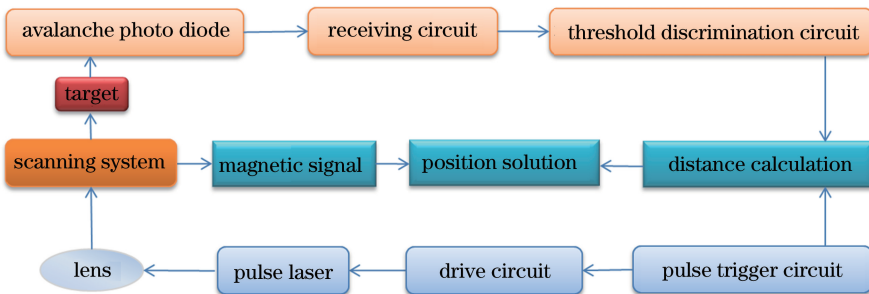 avalanche photo diode
receiving circuit
threshold discrimination circuit
target
scanning system
magnetic signal
position solution
distance calculation
lens
pulse laser
drive circuit
pulse trigger circuit